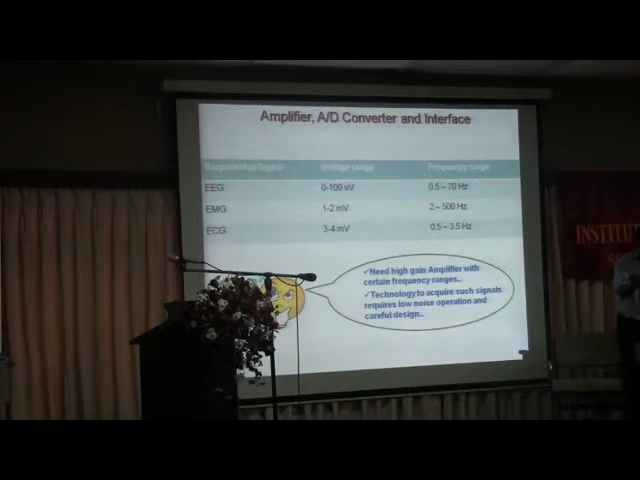 Amplifier, A/D Converter and Interface
Biopotential Signal Voltage range Frequency range
EEG 0-100 uV 0.5 – 70 Hz
EMG 1-2 mV 2 – 500 Hz
ECG 3-4 mV 0.5 – 3.5 Hz
✓Need high gain Amplifier with
certain frequency ranges..
✓Technology to acquire such signals
requires low noise operation and
careful design..